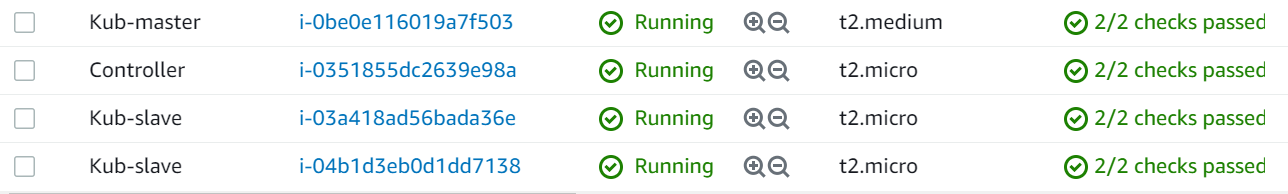 Kub-master i-0be0e116019a7f503 Running t2.medium 2/2 checks passed
Controller i-0351855dc2639e98a Running t2.micro 2/2 checks passed
Kub-slave i-03a418ad56bada36e Running t2.micro 2/2 checks passed
Kub-slave i-04b1d3eb0d1dd7138 Running t2.micro 2/2 checks passed